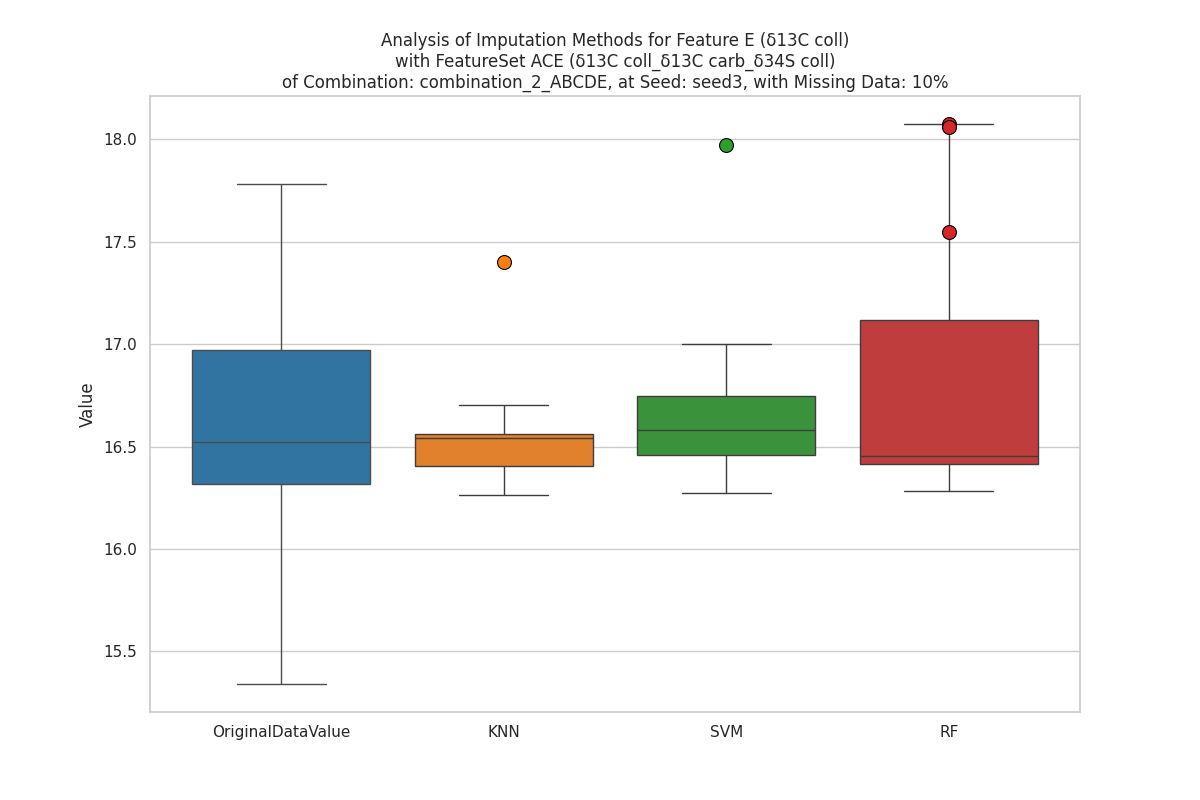 Analysis of Imputation Methods for Feature E (δ13C coll)
with FeatureSet ACE (δ13C coll_δ13C carb_δ34S coll)
of Combination: combination_2_ABCDE, at Seed: seed3, with Missing Data: 10%
18.0
17.5
17.0
16.5
16.0
15.5
Value
OriginalDataValue
KNN
SVM
RF